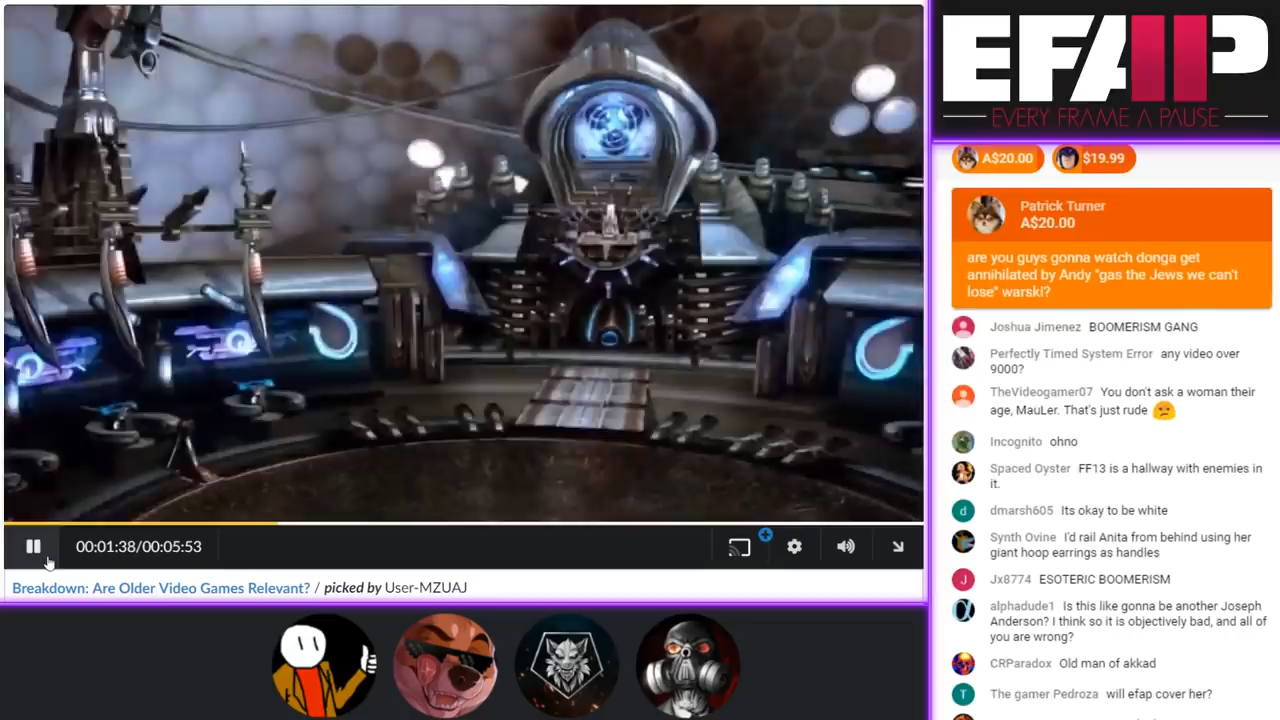 EFAP
EVERY FRAME A PAUSE
A$20.00
$19.99
Patrick Turner
A$20.00
are you guys gonna watch donga get
annihilated by Andy "gas the Jews we can't
lose" warski?
Joshua Jimenez BOOMERISM GANG
Perfectly Timed System Error any video over
9000?
TheVideogamer07 You don't ask a woman their
age, MauLer. That's just rude
Incognito ohno
Spaced Oyster FF13 is a hallway with enemies in
it.
dmarsh605 Its okay to be white
Synth Ovine I'd rail Anita from behind using her
giant hoop earrings as handles
Jx8774 ESOTERIC BOOMERISM
alphadude1 Is this like gonna be another Joseph
Anderson? I think so it is objectively bad, and all of
you are wrong?
CRParadox Old man of akkad
The gamer Pedroza will efap cover her?
00:01:38/00:05:53
Breakdown: Are Older Video Games Relevant? / picked by User-MZUAJ